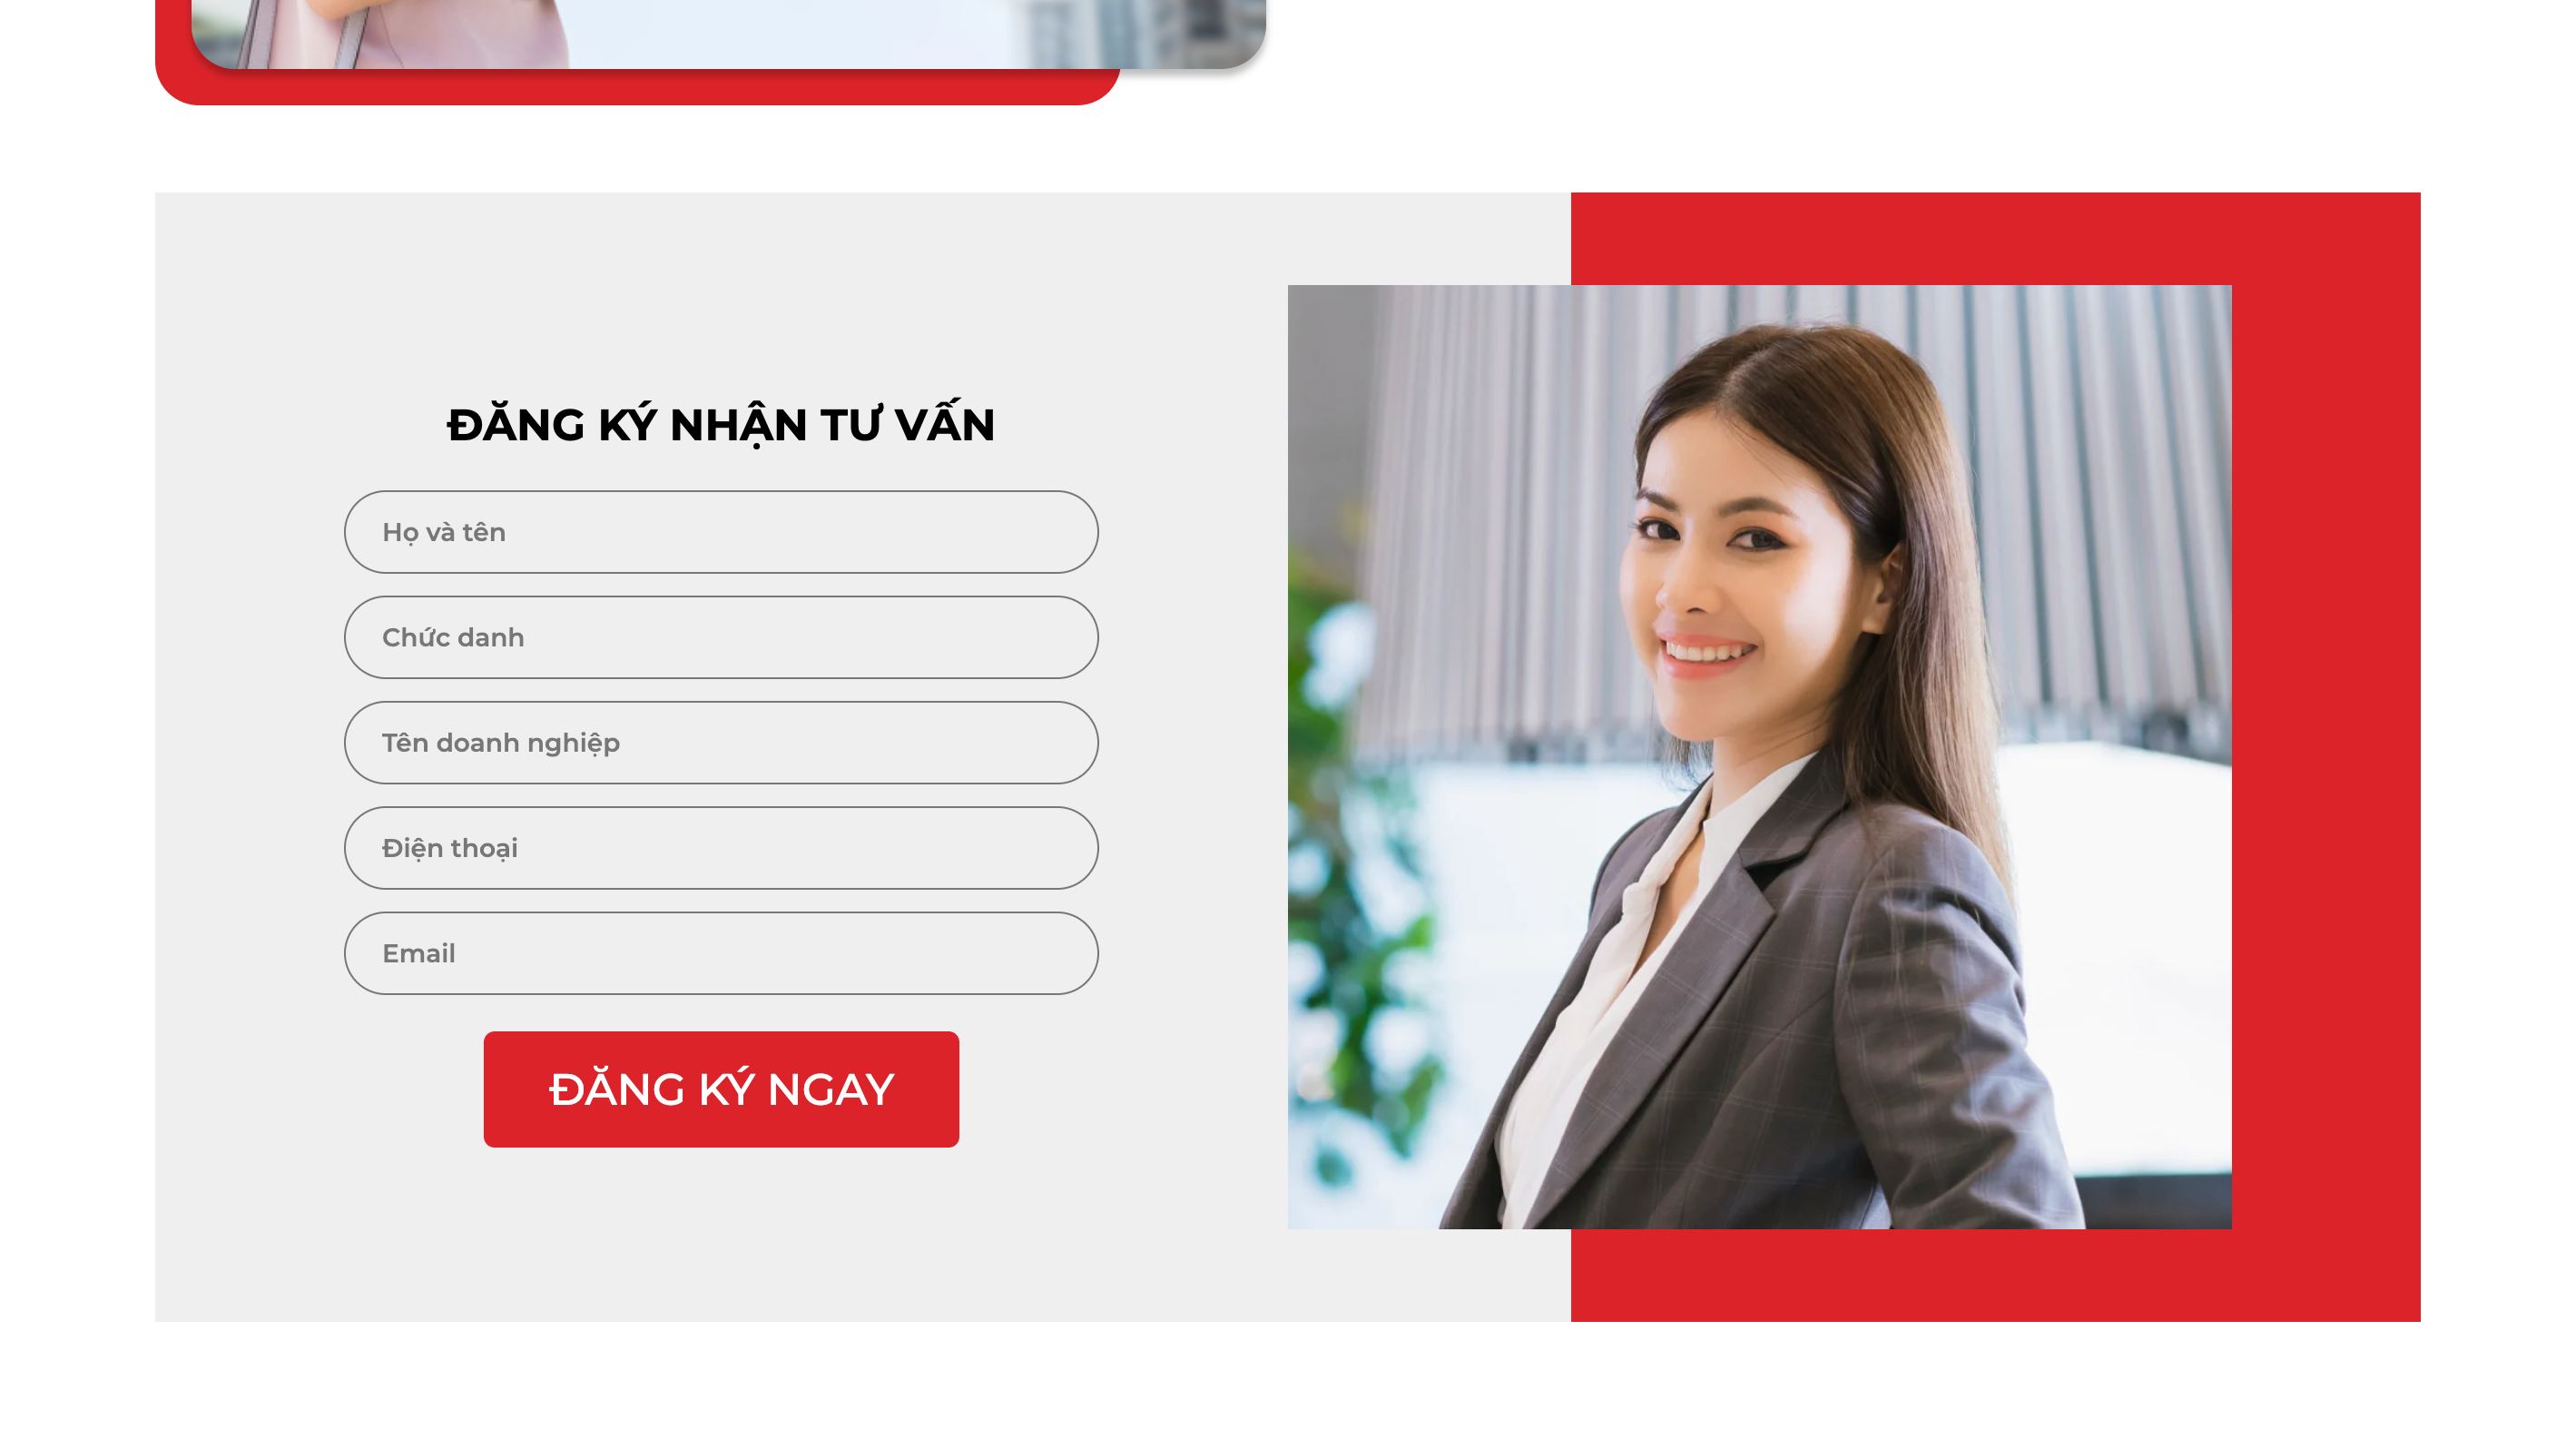 ĐĂNG KÝ NHẬN TƯ VẤN
Họ và tên
Chức danh
Tên doanh nghiệp
Điện thoại
Email
ĐĂNG KÝ NGAY